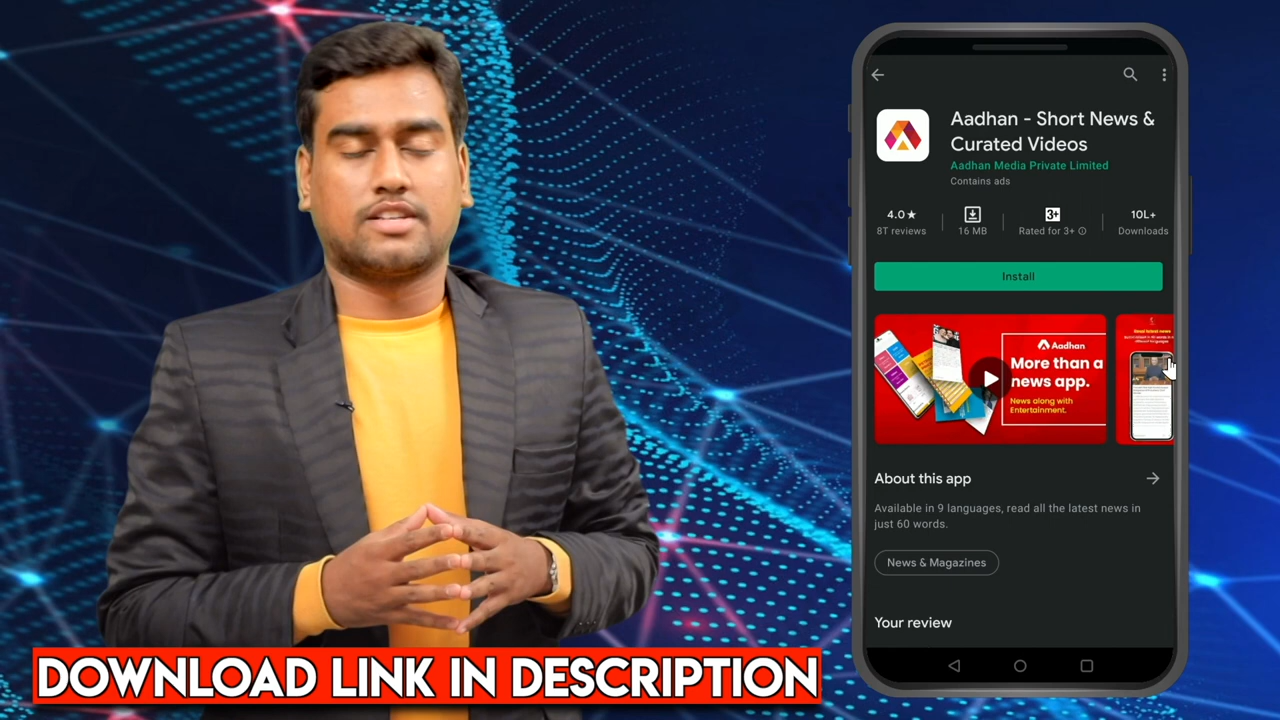 Aadhan - Short News &
Curated Videos
Aadhan Media Private Limited
Contains ads
4.0★
8T reviews
16 MB
3+
Rated for 3+
10L+
Downloads
Install
Aadhan
More than a
news app.
News along with
Entertainment.
About this app
Available in 9 languages, read all the latest news in
just 60 words.
News & Magazines
Your review
DOWNLOAD LINK IN DESCRIPTION